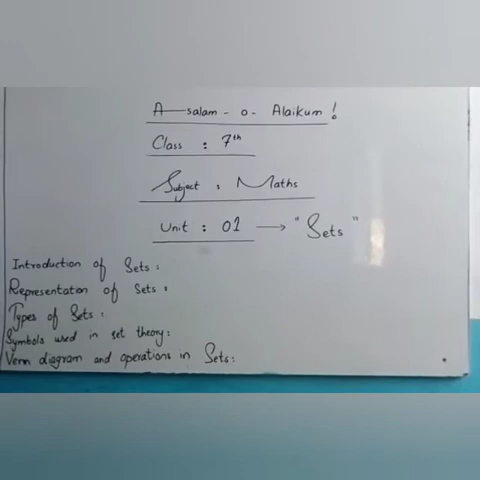 Assalam - o - Alaikum !
Class : 7th
Subject : Maths
Unit : 01 → "Sets"
Introduction of Sets :
Representation of Sets :
Types of Sets :
Symbols used in set theory :
Venn diagram and operations in Sets :